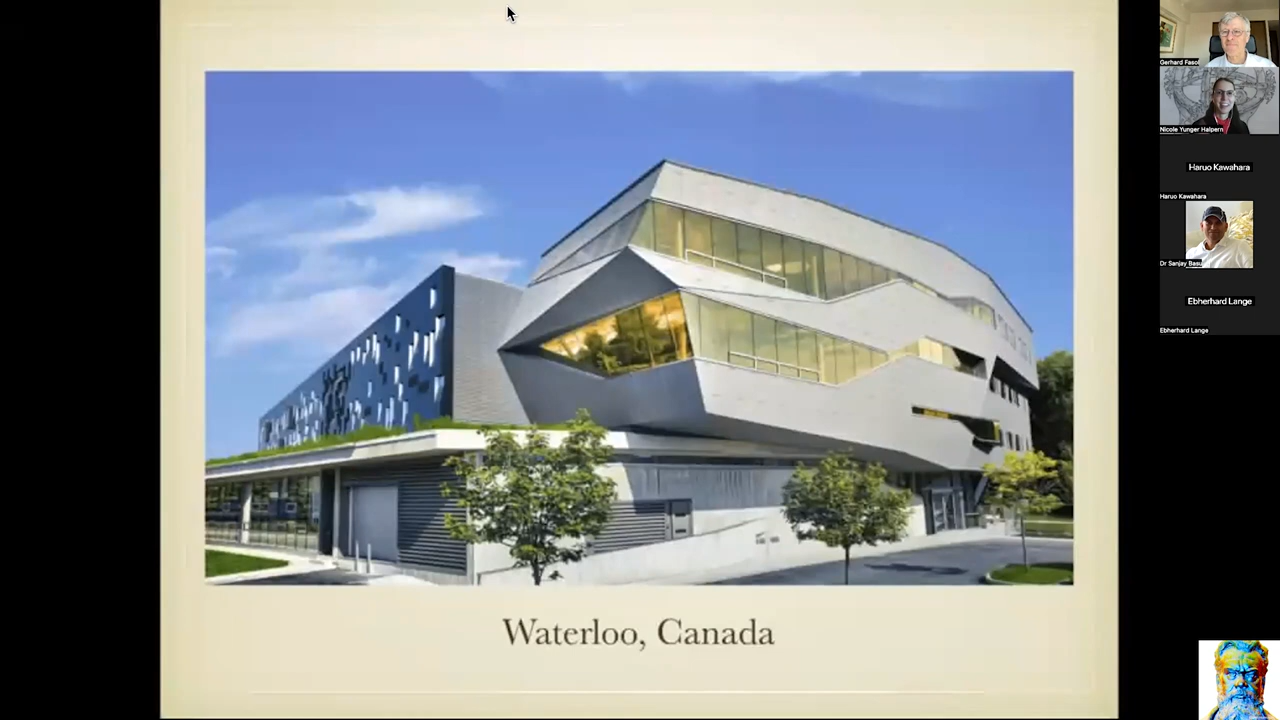 Waterloo, Canada
Gerhard Fasol
Nicole Yunger Halpern
Haruo Kawahara
Haruo Kawahara
Dr Sanjay Basu
Ebherhard Lange
Ebherhard Lange